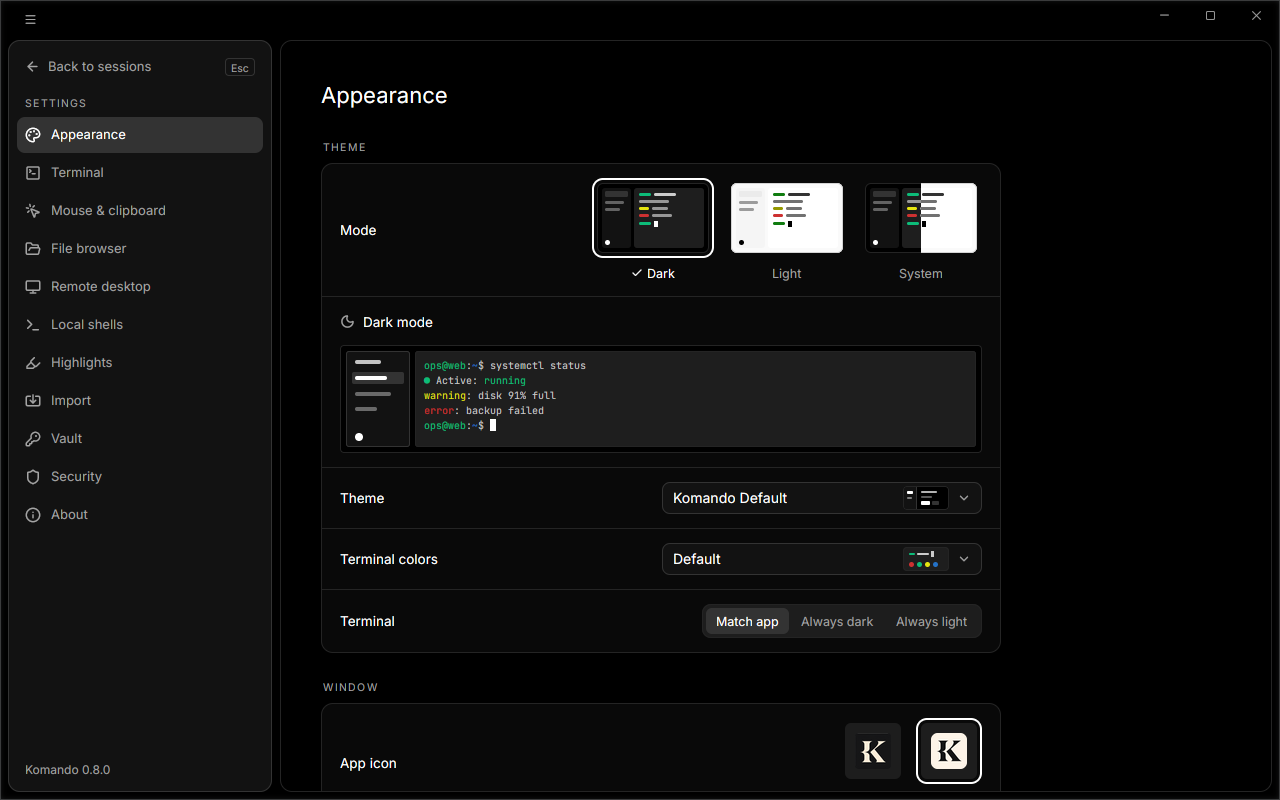 Back to sessions
Esc
SETTINGS
Appearance
Terminal
Mouse & clipboard
File browser
Remote desktop
Local shells
Highlights
Import
Vault
Security
About
Komando 0.8.0
Appearance
THEME
Mode
Dark
Light
System
Dark mode
ops@web:~$ systemctl status
Active: running
warning: disk 91% full
error: backup failed
ops@web:~$
Theme
Komando Default
Terminal colors
Default
Terminal
Match app
Always dark
Always light
WINDOW
App icon
K
K